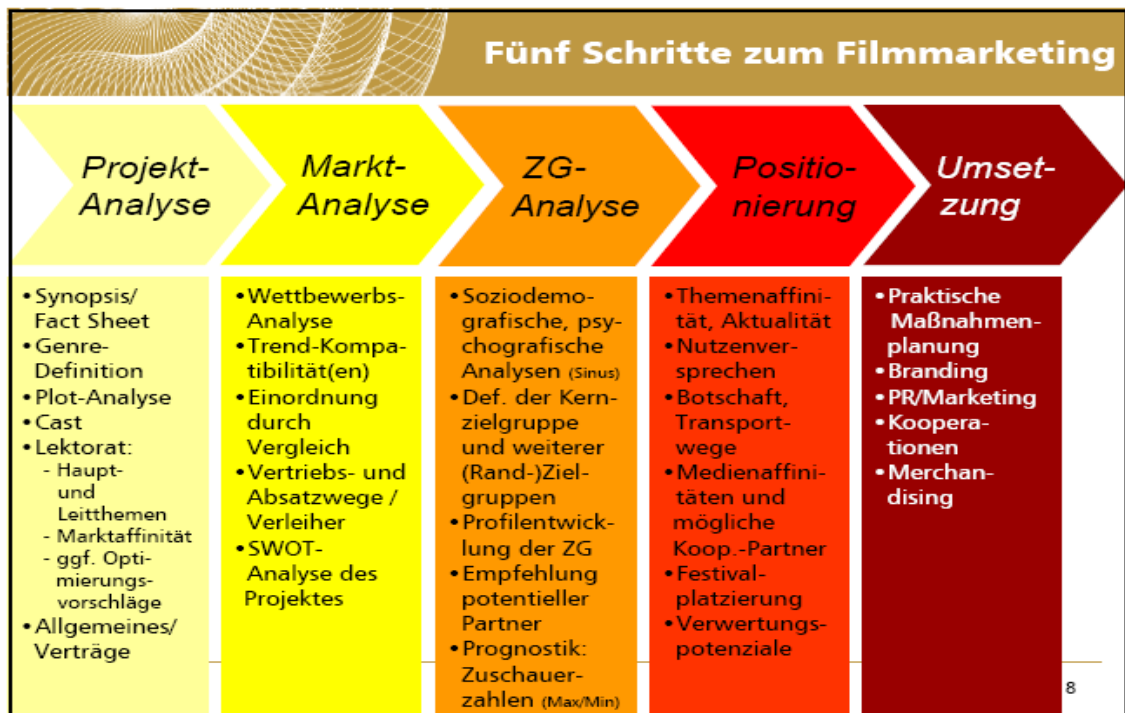 Fünf Schritte zum Filmmarketing
Projekt-
Analyse
Markt-
Analyse
ZG-
Analyse
Positio-
nierung
Umset-
zung
•Synopsis/
Fact Sheet
•Genre-
Definition
•Plot-Analyse
•Cast
•Lektorat:
- Haupt-
und
Leitthemen
- Marktaffinität
- ggf. Opti-
mierungs-
vorschläge
•Allgemeines/
Verträge
•Wettbewerbs-
Analyse
•Trend-Kompa-
tibilität(en)
•Einordnung
durch
Vergleich
•Vertriebs- und
Absatzwege /
Verleiher
•SWOT-
Analyse des
Projektes
•Soziodemo-
grafische, psy-
chografische
Analysen (Sinus)
•Def. der Kern-
zielgruppe
und weiterer
(Rand-)Ziel-
gruppen
•Profilentwick-
lung der ZG
•Empfehlung
potentieller
Partner
•Prognostik:
Zuschauer-
zahlen (Max/Min)
•Themenaffini-
tät, Aktualität
•Nutzenver-
sprechen
•Botschaft,
Transport-
wege
•Medienaffini-
täten und
mögliche
Koop.-Partner
•Festival-
platzierung
•Verwertungs-
potenziale
•Praktische
Maßnahmen-
planung
•Branding
•PR/Marketing
•Koopera-
tionen
•Merchan-
dising
8